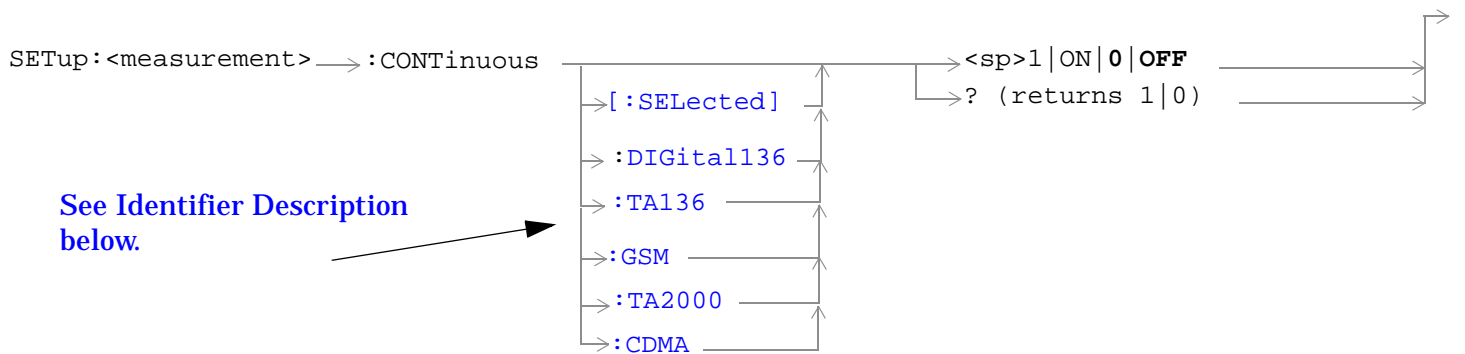 SETup:<measurement> :CONTinuous <sp>1|ON|0|OFF
[:SELected] ? (returns 1|0)
:DIGital136
See Identifier Description
below.
:TA136
:GSM
:TA2000
:CDMA